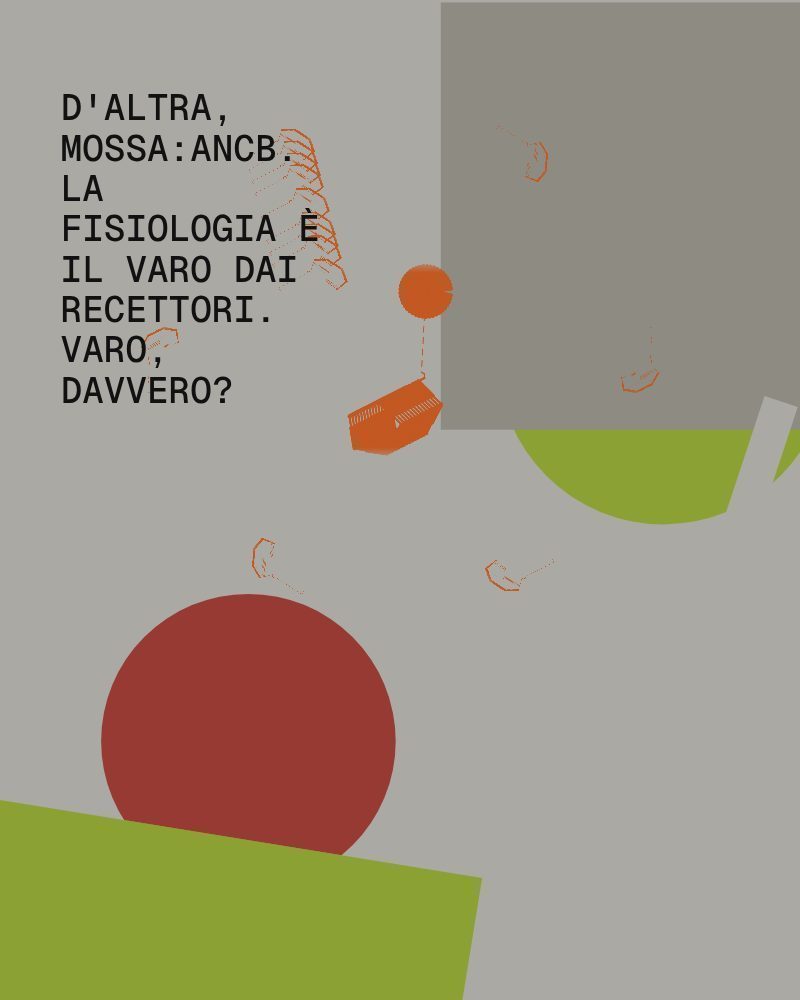 D'ALTRA,
MOSSA:ANCB.
LA
FISIOLOGIA È
IL VARO DAI
RECETTORI.
VARO,
DAVVERO?